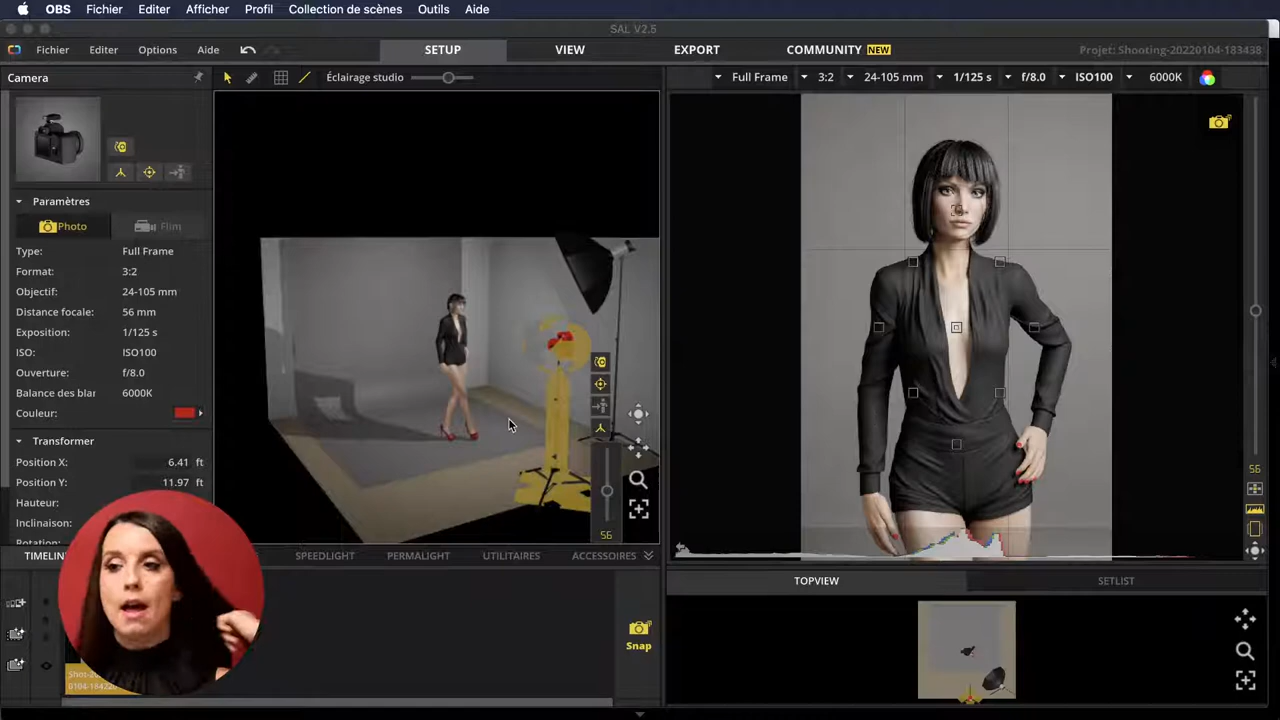 OBS Fichier Editer Afficher Profil Collection de scènes Outils Aide
SAL V2.5
Fichier Editer Options Aide SETUP VIEW EXPORT COMMUNITY NEW Projet: Shooting-20220104-183438
Camera
Éclairage studio
Full Frame 3:2 24-105 mm 1/125 s f/8.0 ISO100 6000K
Paramètres
Photo Film
Type: Full Frame
Format: 3:2
Objectif: 24-105 mm
Distance focale: 56 mm
Exposition: 1/125 s
ISO: ISO100
Ouverture: f/8.0
Balance des blar 6000K
Couleur:
Transformer
Position X: 6.41 ft
Position Y: 11.97 ft
Hauteur:
Inclinaison:
56
56
TIMELIN SPEEDLIGHT PERMALIGHT UTILITAIRES ACCESSOIRES
TOPVIEW SETLIST
Snap